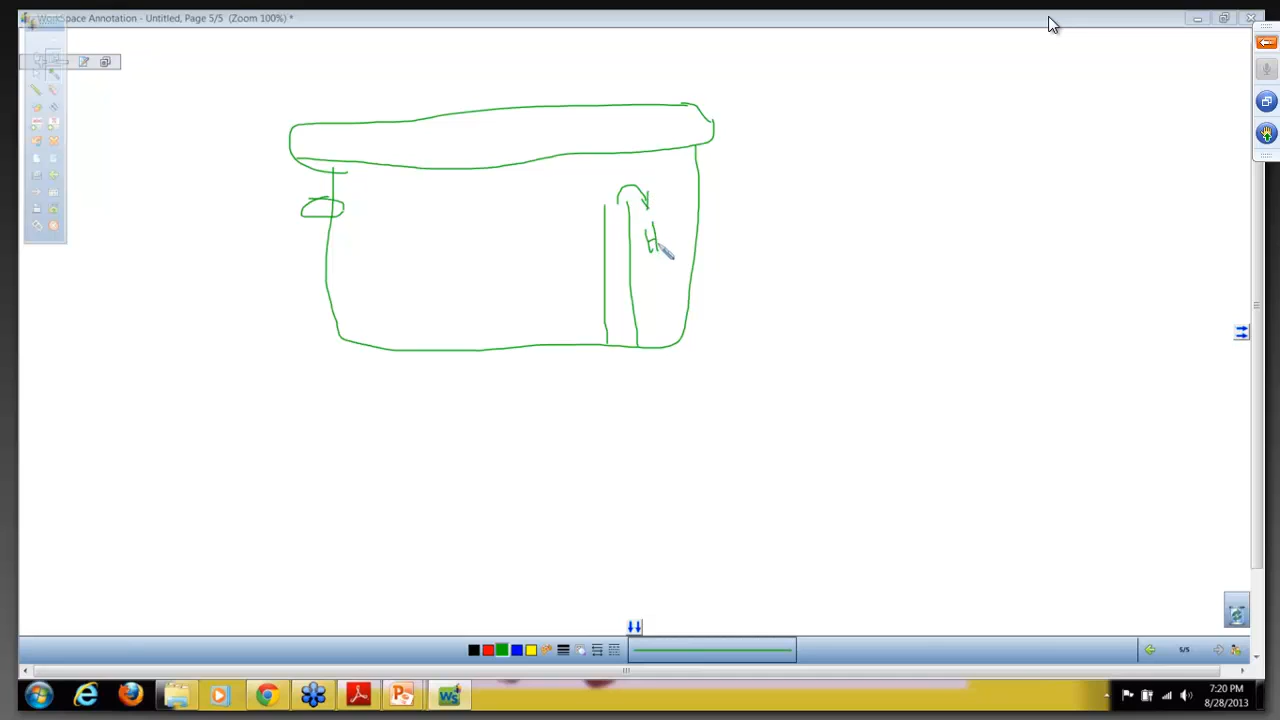 WorkSpace Annotation - Untitled, Page 5/5 (Zoom 100%) *
H
5/5
7:20 PM
8/28/2013